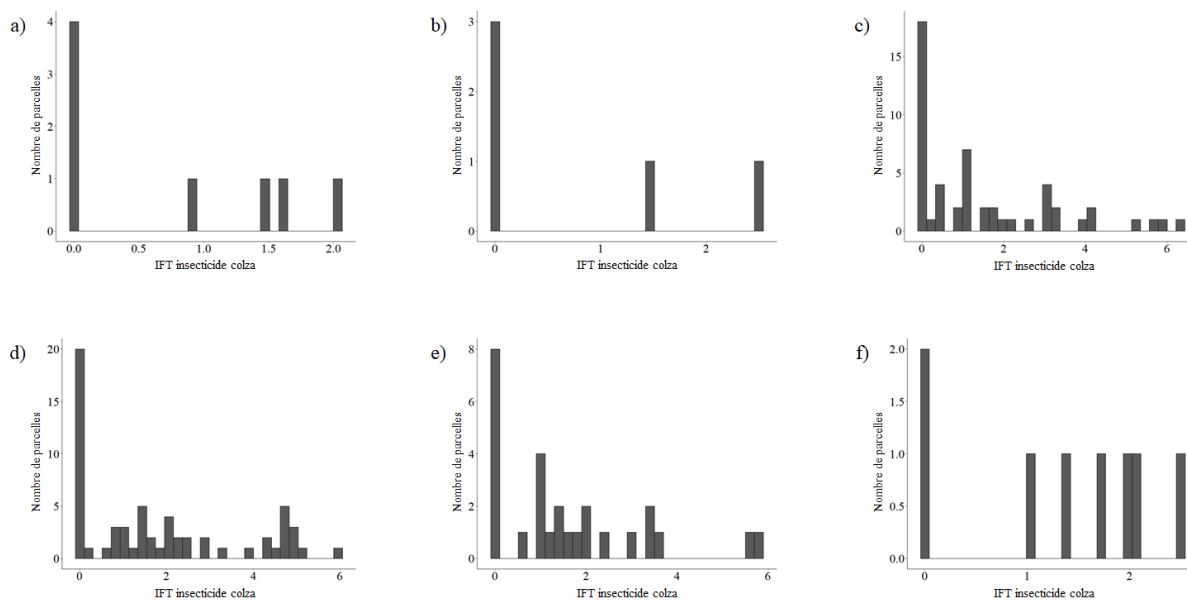 a)
4
3
2
1
0
Nombre de parcelles
0.0 0.5 1.0 1.5 2.0
IFT insecticide colza
b)
3
2
1
0
Nombre de parcelles
0 1 2
IFT insecticide colza
c)
15
10
5
0
Nombre de parcelles
0 2 4 6
IFT insecticide colza
d)
20
15
10
5
0
Nombre de parcelles
0 2 4 6
IFT insecticide colza
e)
8
6
4
2
0
Nombre de parcelles
0 2 4 6
IFT insecticide colza
f)
2.0
1.5
1.0
0.5
0.0
Nombre de parcelles
0 1 2
IFT insecticide colza